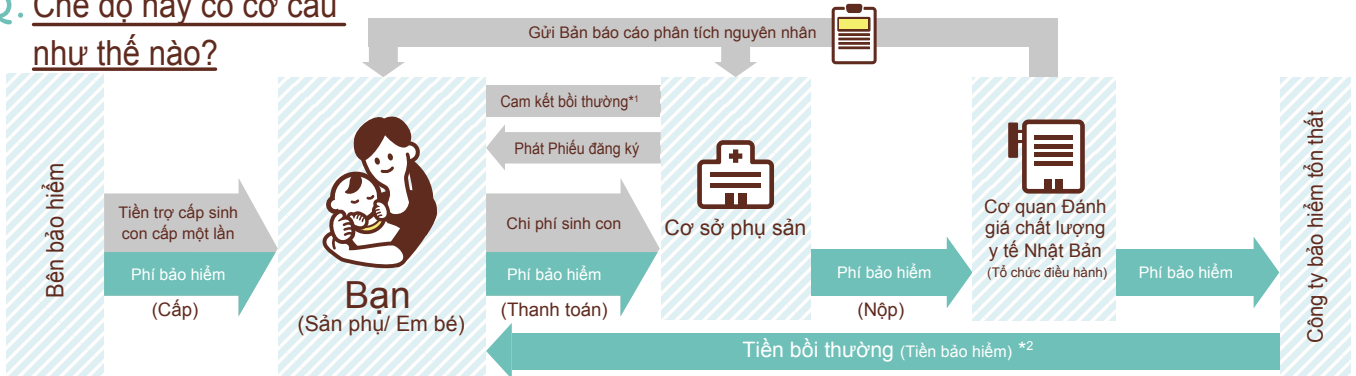 Q. Chế độ này có cơ cấu
như thế nào?
Gửi Bản báo cáo phân tích nguyên nhân
Bên bảo hiểm
Tiền trợ cấp sinh
con cấp một lần
Phí bảo hiểm
(Cấp)
Bạn
(Sản phụ/ Em bé)
Cam kết bồi thường*1
Phát Phiếu đăng ký
Chi phí sinh con
Phí bảo hiểm
(Thanh toán)
Cơ sở phụ sản
Phí bảo hiểm
(Nộp)
Cơ quan Đánh
giá chất lượng
y tế Nhật Bản
(Tổ chức điều hành)
Phí bảo hiểm
Công ty bảo hiểm tổn thất
Tiền bồi thường (Tiền bảo hiểm) *2